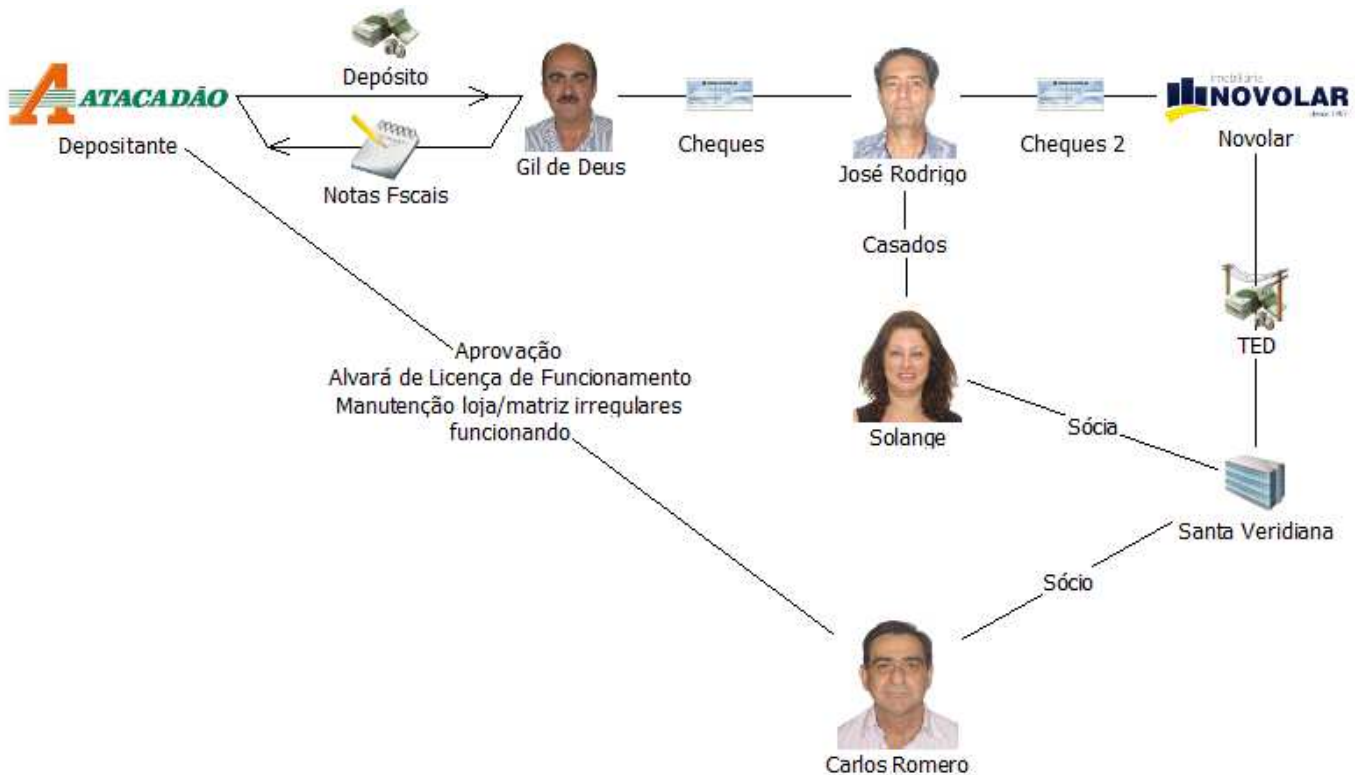 Depósito
ATACADÃO
Depositante
Notas Fscais
Gil de Deus
Cheques
José Rodrigo
Cheques 2
imobiliária
NOVOLAR
Novolar
Casados
TED
Aprovação
Alvará de Licença de Funcionamento
Manutenção loja/matriz irregulares
funcionando
Solange
Sócia
Santa Veridiana
Sócio
Carlos Romero